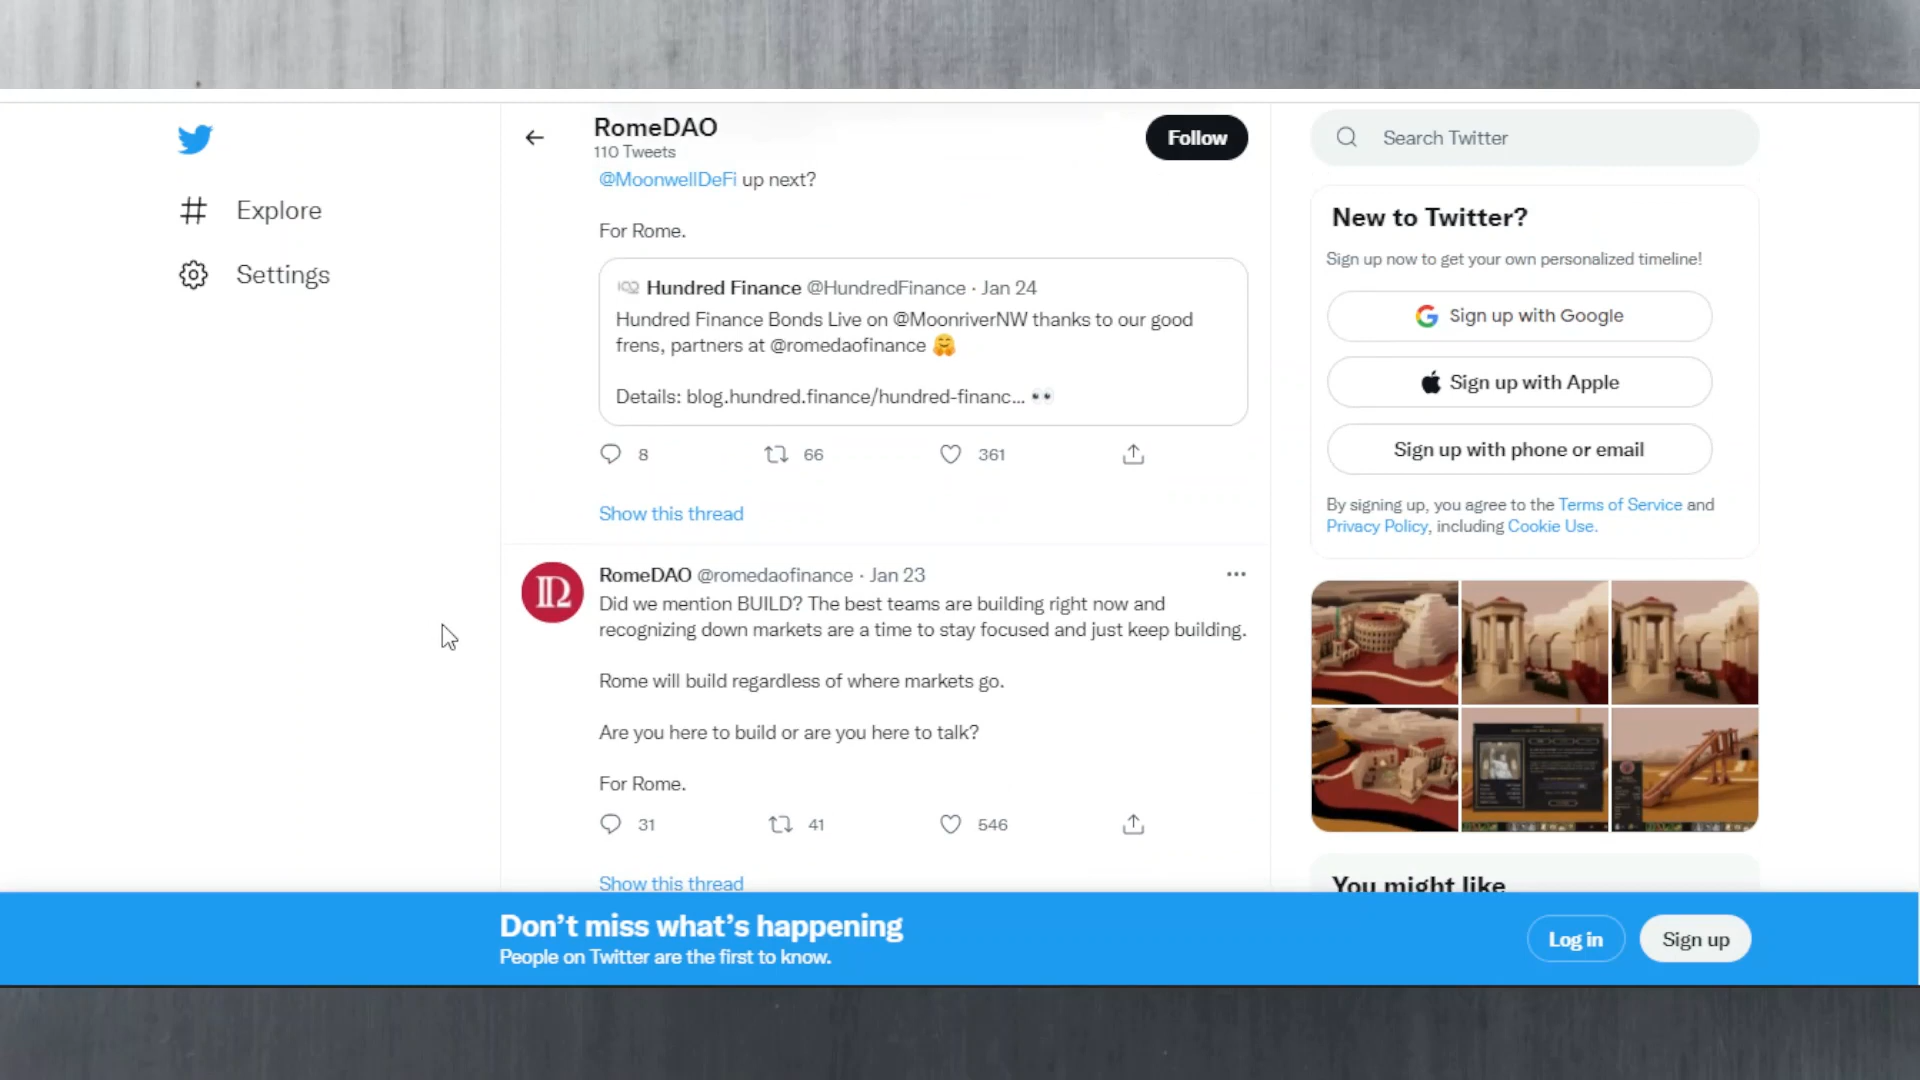 RomeDAO
110 Tweets
Follow
Search Twitter
Explore
Settings
@MoonwellDeFi up next?
For Rome.
Hundred Finance @HundredFinance · Jan 24
Hundred Finance Bonds Live on @MoonriverNW thanks to our good
frens, partners at @romedaofinance 🤗
Details: blog.hundred.finance/hundred-financ... 👀
8 66 361
Show this thread
RomeDAO @romedaofinance · Jan 23
Did we mention BUILD? The best teams are building right now and
recognizing down markets are a time to stay focused and just keep building.
Rome will build regardless of where markets go.
Are you here to build or are you here to talk?
For Rome.
31 41 546
Show this thread
New to Twitter?
Sign up now to get your own personalized timeline!
Sign up with Google
Sign up with Apple
Sign up with phone or email
By signing up, you agree to the Terms of Service and
Privacy Policy, including Cookie Use.
You might like
Don't miss what's happening
People on Twitter are the first to know.
Log in
Sign up